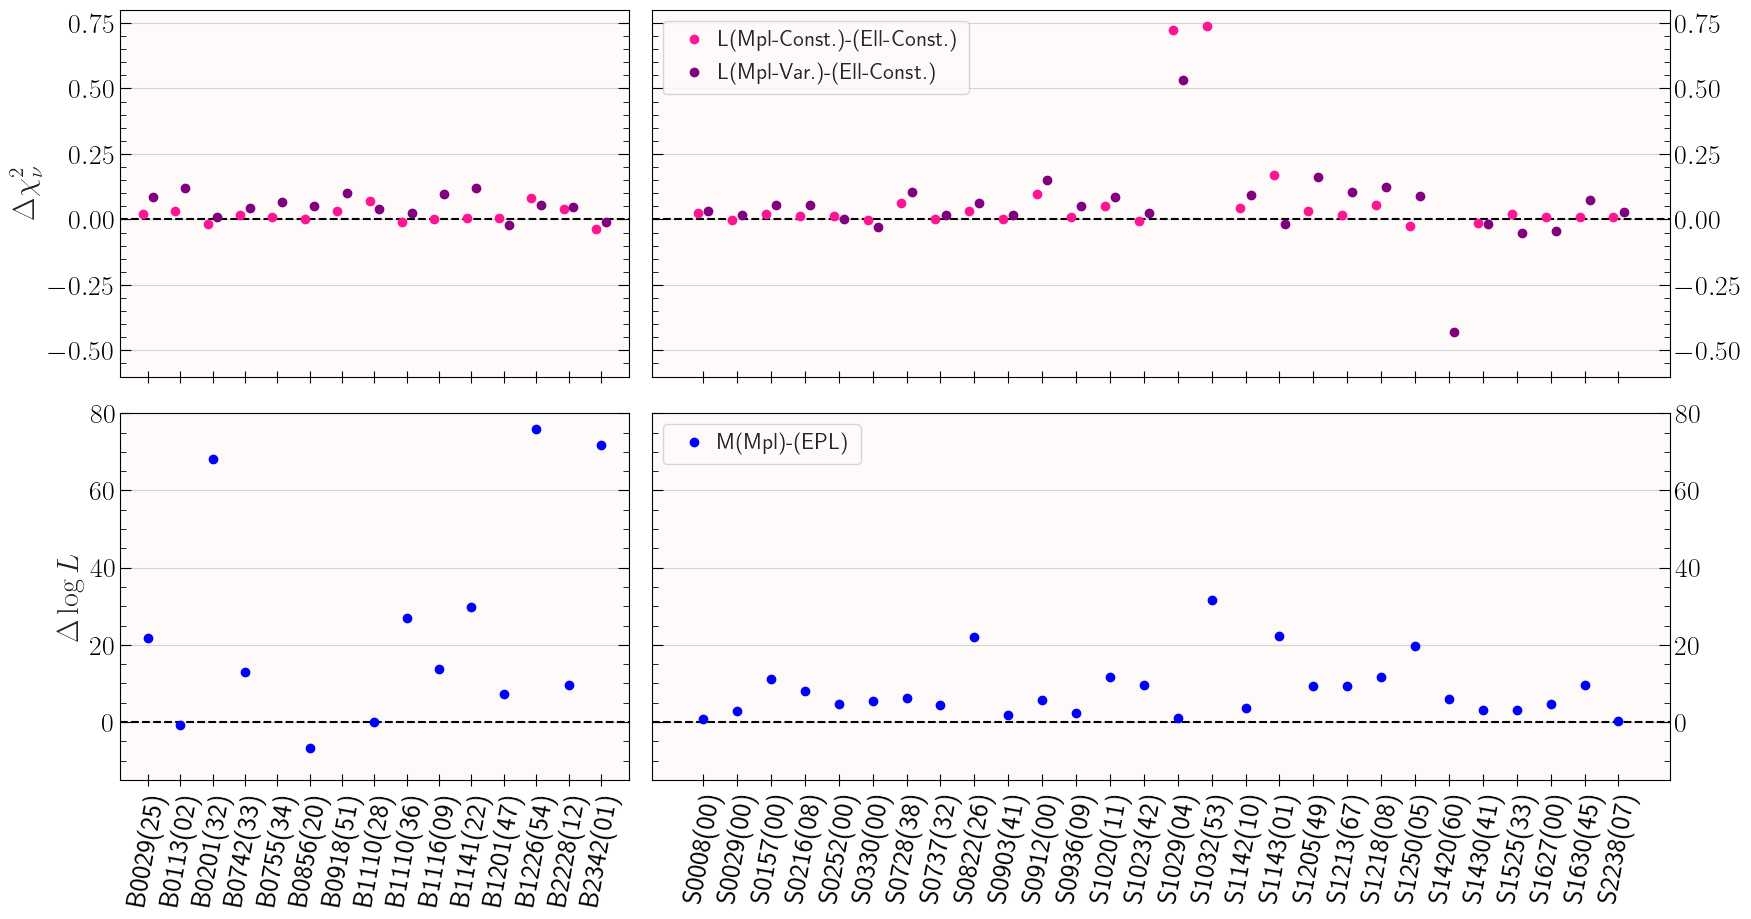 0.75
0.50
0.25
0.00
−0.25
−0.50
Δχ²ᵥ
L(Mpl-Const.)-(Ell-Const.)
L(Mpl-Var.)-(Ell-Const.)
0.75
0.50
0.25
0.00
−0.25
−0.50
80
60
40
20
0
Δ log L
M(Mpl)-(EPL)
80
60
40
20
0
B0029(25)
B0113(02)
B0201(32)
B0742(33)
B0755(34)
B0856(20)
B0918(51)
B1110(28)
B1110(36)
B1116(09)
B1141(22)
B1201(47)
B1226(54)
B2228(12)
B2342(01)
S0008(00)
S0029(00)
S0157(00)
S0216(08)
S0252(00)
S0330(00)
S0728(38)
S0737(32)
S0822(26)
S0903(41)
S0912(00)
S0936(09)
S1020(11)
S1023(42)
S1029(04)
S1032(53)
S1142(10)
S1143(01)
S1205(49)
S1213(67)
S1218(08)
S1250(05)
S1420(60)
S1430(41)
S1525(33)
S1627(00)
S1630(45)
S2238(07)